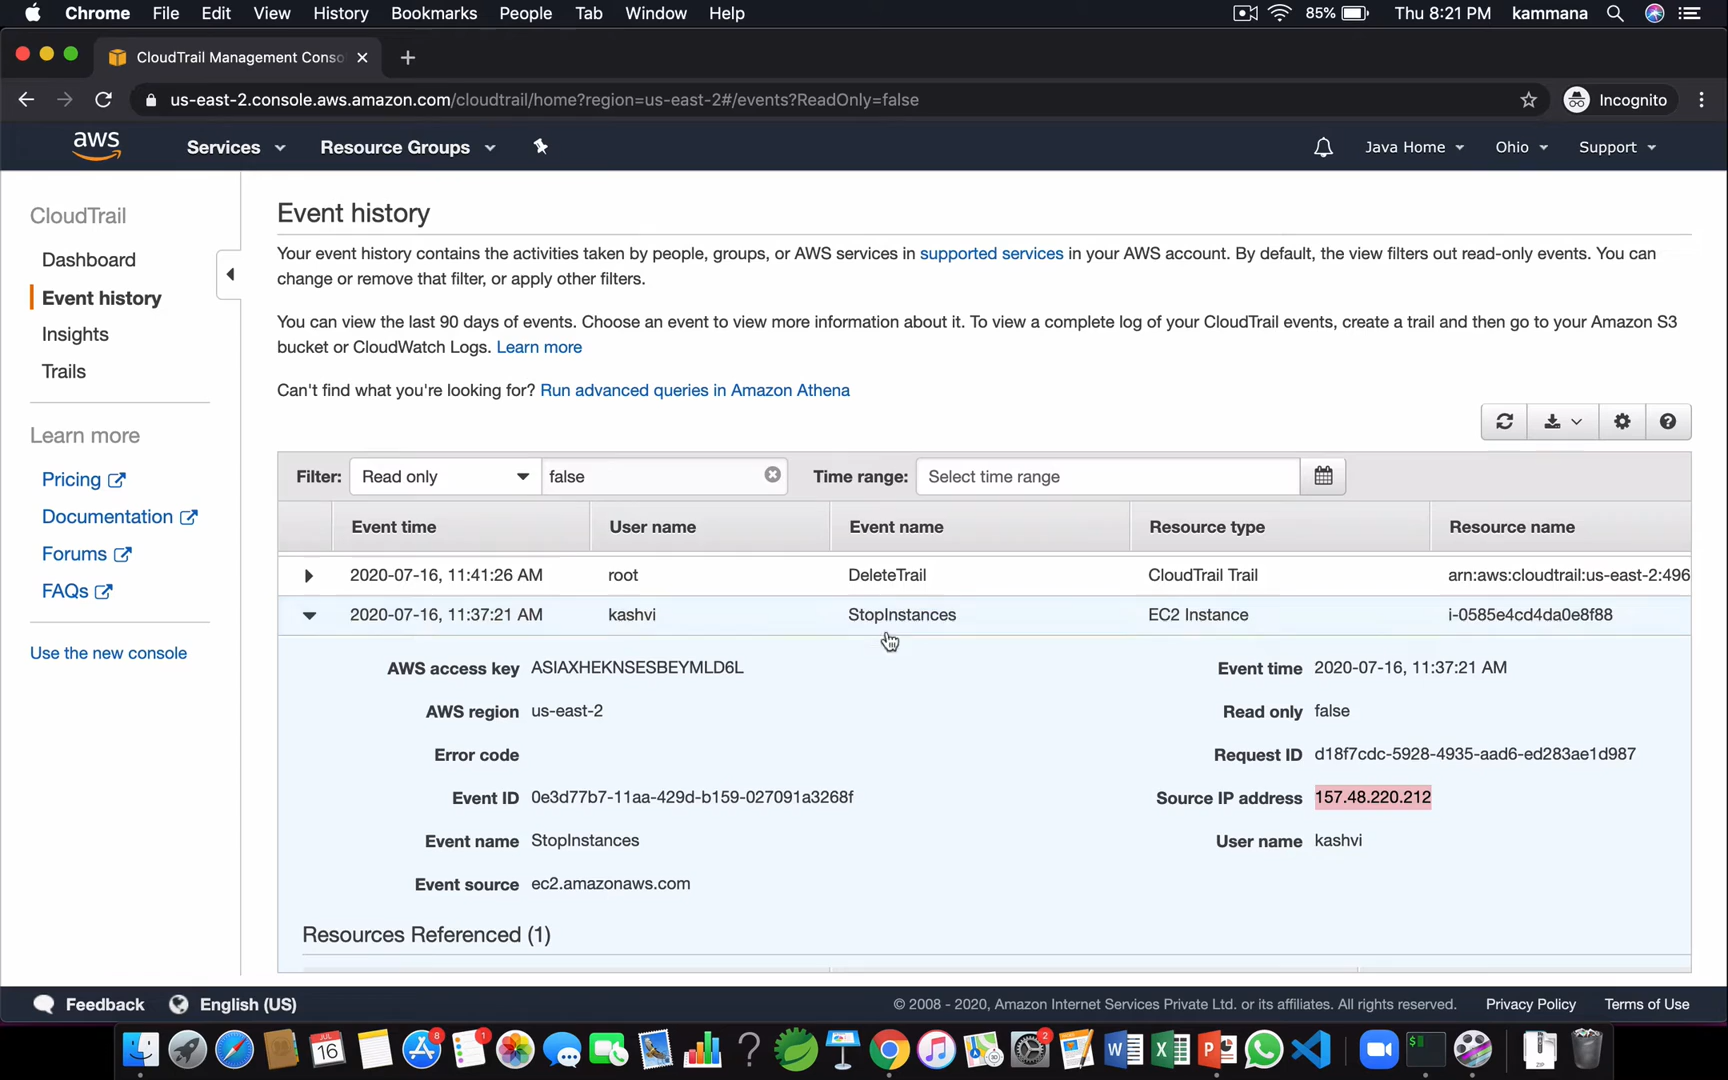 Chrome File Edit View History Bookmarks People Tab Window Help 85% Thu 8:21 PM kammana
CloudTrail Management Conso
us-east-2.console.aws.amazon.com/cloudtrail/home?region=us-east-2#/events?ReadOnly=false Incognito
aws Services Resource Groups Java Home Ohio Support
CloudTrail
Dashboard
Event history
Insights
Trails
Learn more
Pricing
Documentation
Forums
FAQs
Use the new console
Event history
Your event history contains the activities taken by people, groups, or AWS services in supported services in your AWS account. By default, the view filters out read-only events. You can
change or remove that filter, or apply other filters.
You can view the last 90 days of events. Choose an event to view more information about it. To view a complete log of your CloudTrail events, create a trail and then go to your Amazon S3
bucket or CloudWatch Logs. Learn more
Can't find what you're looking for? Run advanced queries in Amazon Athena
Filter: Read only false Time range: Select time range
Event time User name Event name Resource type Resource name
2020-07-16, 11:41:26 AM root DeleteTrail CloudTrail Trail arn:aws:cloudtrail:us-east-2:496
2020-07-16, 11:37:21 AM kashvi StopInstances EC2 Instance i-0585e4cd4da0e8f88
AWS access key ASIAXHEKNSESBEYMLD6L Event time 2020-07-16, 11:37:21 AM
AWS region us-east-2 Read only false
Error code Request ID d18f7cdc-5928-4935-aad6-ed283ae1d987
Event ID 0e3d77b7-11aa-429d-b159-027091a3268f Source IP address 157.48.220.212
Event name StopInstances User name kashvi
Event source ec2.amazonaws.com
Resources Referenced (1)
Feedback English (US) © 2008 - 2020, Amazon Internet Services Private Ltd. or its affiliates. All rights reserved. Privacy Policy Terms of Use